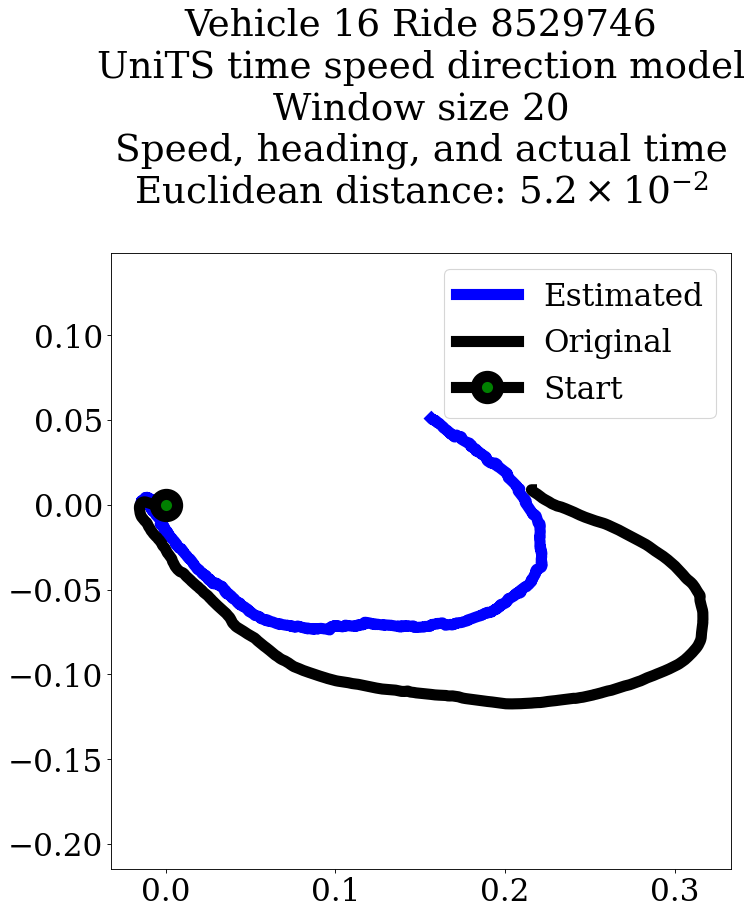 Vehicle 16 Ride 8529746
UniTS time speed direction model
Window size 20
Speed, heading, and actual time
Euclidean distance: 5.2 × 10⁻²
Estimated
Original
Start
0.10
0.05
0.00
−0.05
−0.10
−0.15
−0.20
0.0 0.1 0.2 0.3